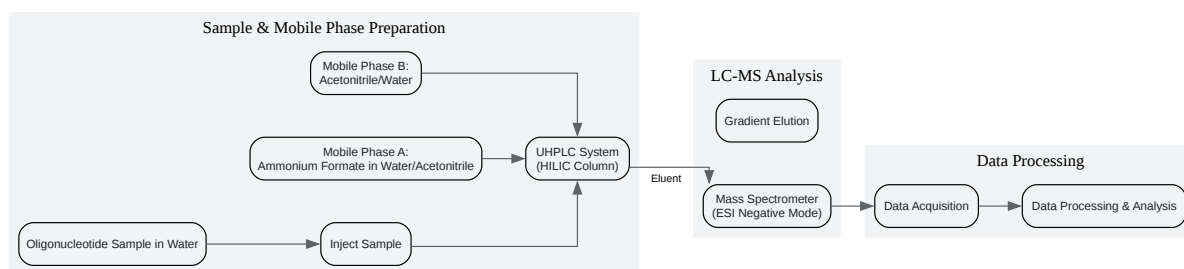 Sample & Mobile Phase Preparation
Mobile Phase B:
Acetonitrile/Water
Mobile Phase A:
Ammonium Formate in Water/Acetonitrile
Oligonucleotide Sample in Water
Inject Sample
UHPLC System
(HILIC Column)
Eluent
LC-MS Analysis
Gradient Elution
Mass Spectrometer
(ESI Negative Mode)
Data Processing
Data Acquisition
Data Processing & Analysis